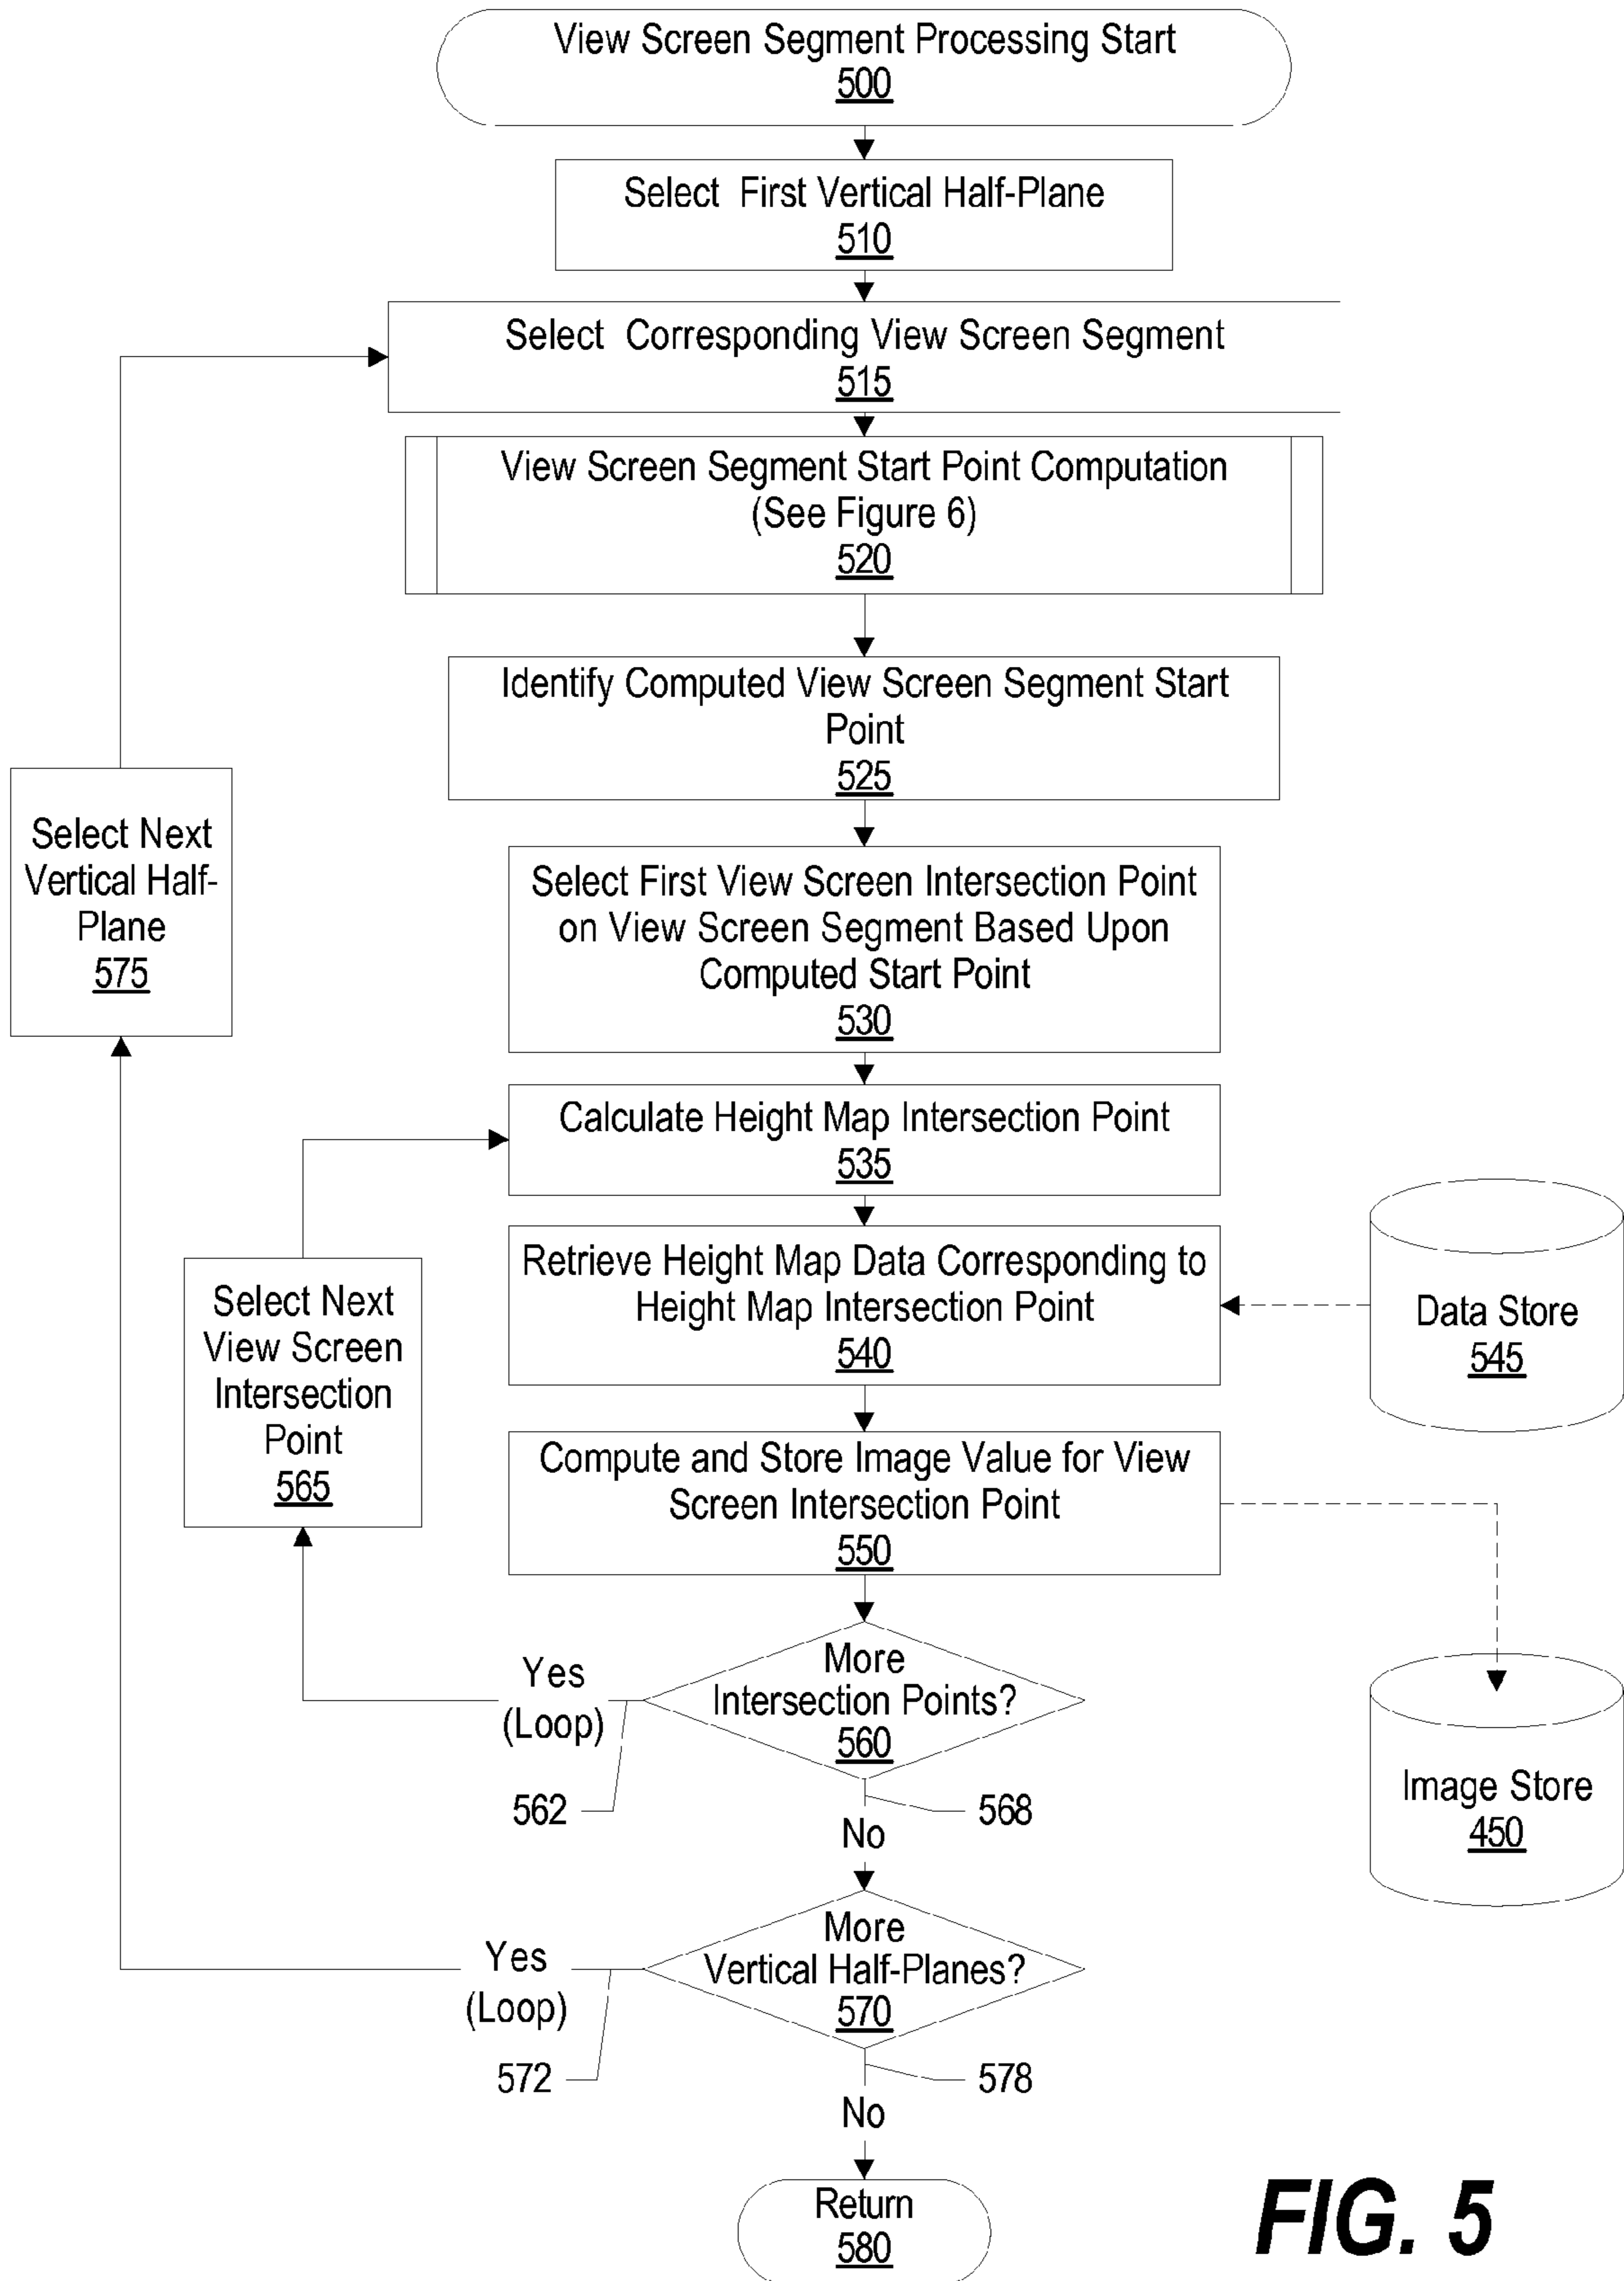 View Screen Segment Processing Start
500
Select First Vertical Half-Plane
510
Select Corresponding View Screen Segment
515
View Screen Segment Start Point Computation
(See Figure 6)
520
Identify Computed View Screen Segment Start
Point
525
Select Next
Vertical Half-
Plane
575
Select First View Screen Intersection Point
on View Screen Segment Based Upon
Computed Start Point
530
Calculate Height Map Intersection Point
535
Retrieve Height Map Data Corresponding to
Height Map Intersection Point
540
Data Store
545
Select Next
View Screen
Intersection
Point
565
Compute and Store Image Value for View
Screen Intersection Point
550
More
Intersection Points?
560
Yes
(Loop)
562
568
No
Image Store
450
More
Vertical Half-Planes?
570
Yes
(Loop)
572
578
No
Return
580
FIG. 5